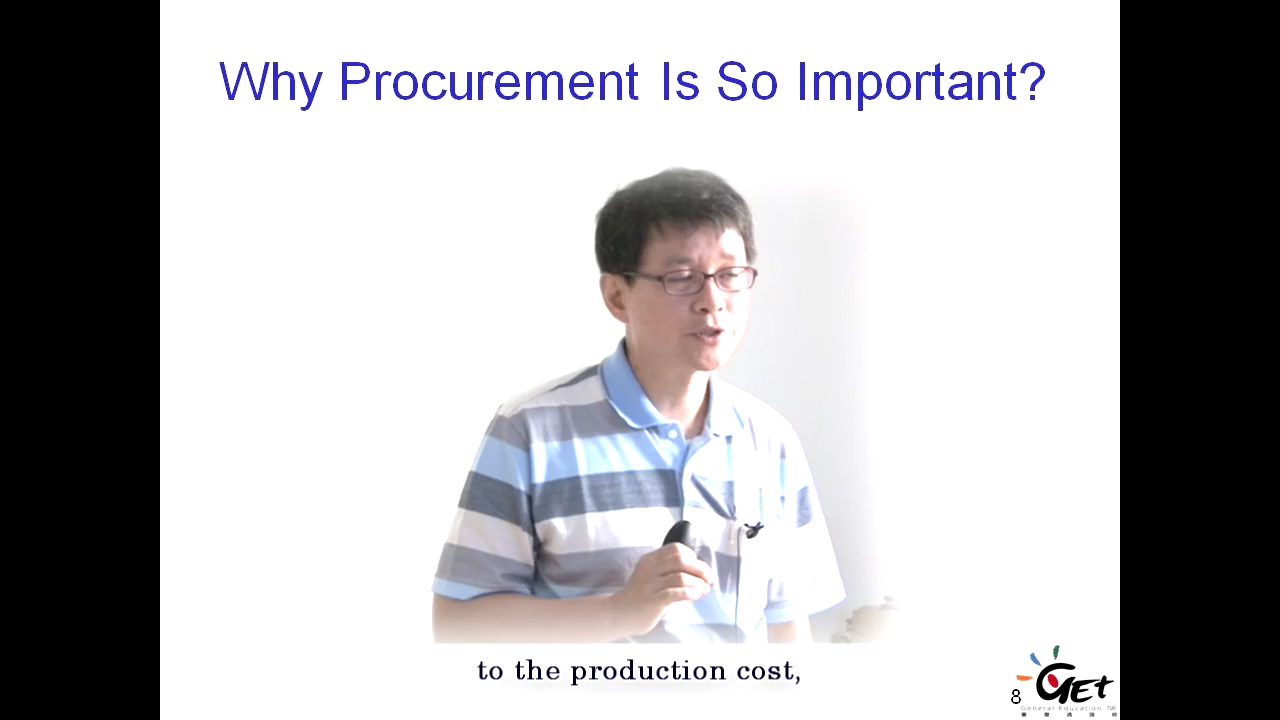 Why Procurement Is So Important?
to the production cost,
8
GET
General Education TW